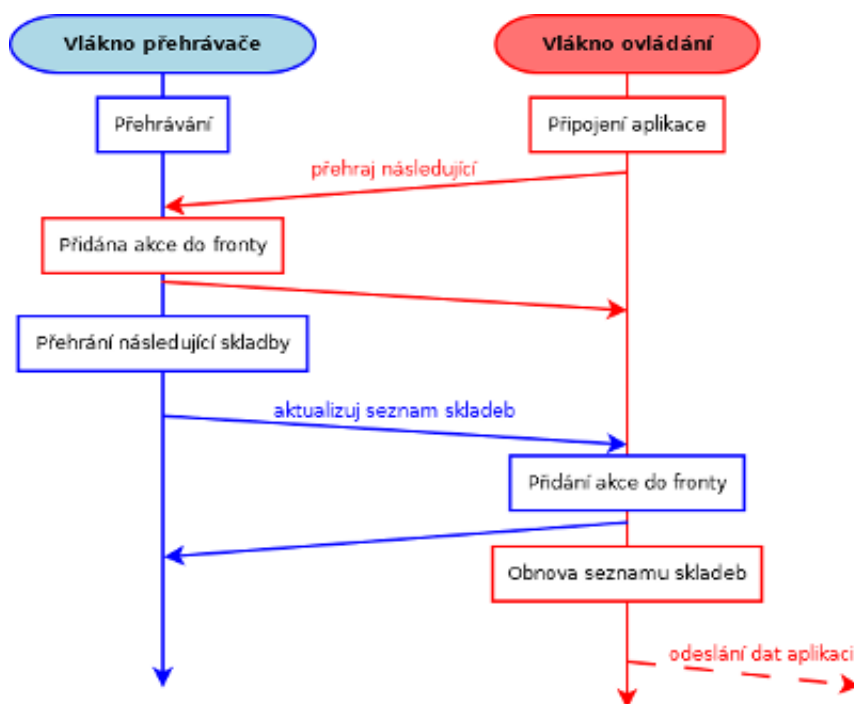 Vlákno přehrávače
Vlákno ovládání
Přehrávání
Připojení aplikace
přehraj následující
Přidána akce do fronty
Přehrání následující skladby
aktualizuj seznam skladeb
Přidání akce do fronty
Obnova seznamu skladeb
odeslání dat aplikaci